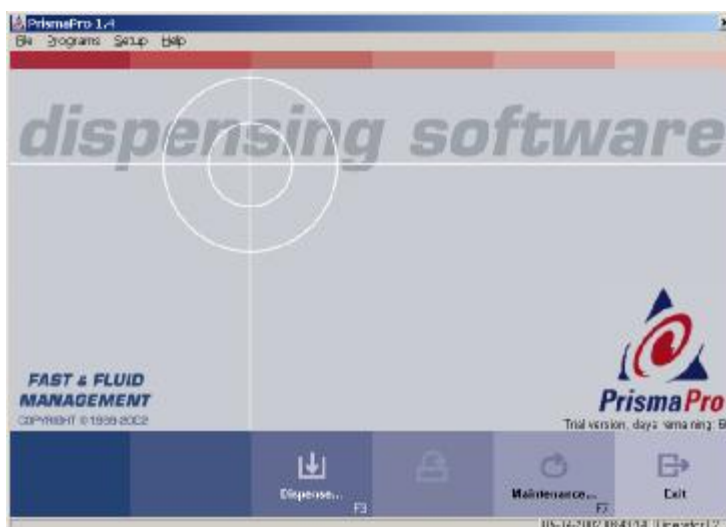 PrismaPro 1.4
File Programs Setup Help
dispensing software
FAST & FLUID
MANAGEMENT
COPYRIGHT © 1999-2002
PrismaPro
Trial version, days remaining:
Dispense...
F3
Maintenance...
F7
Exit